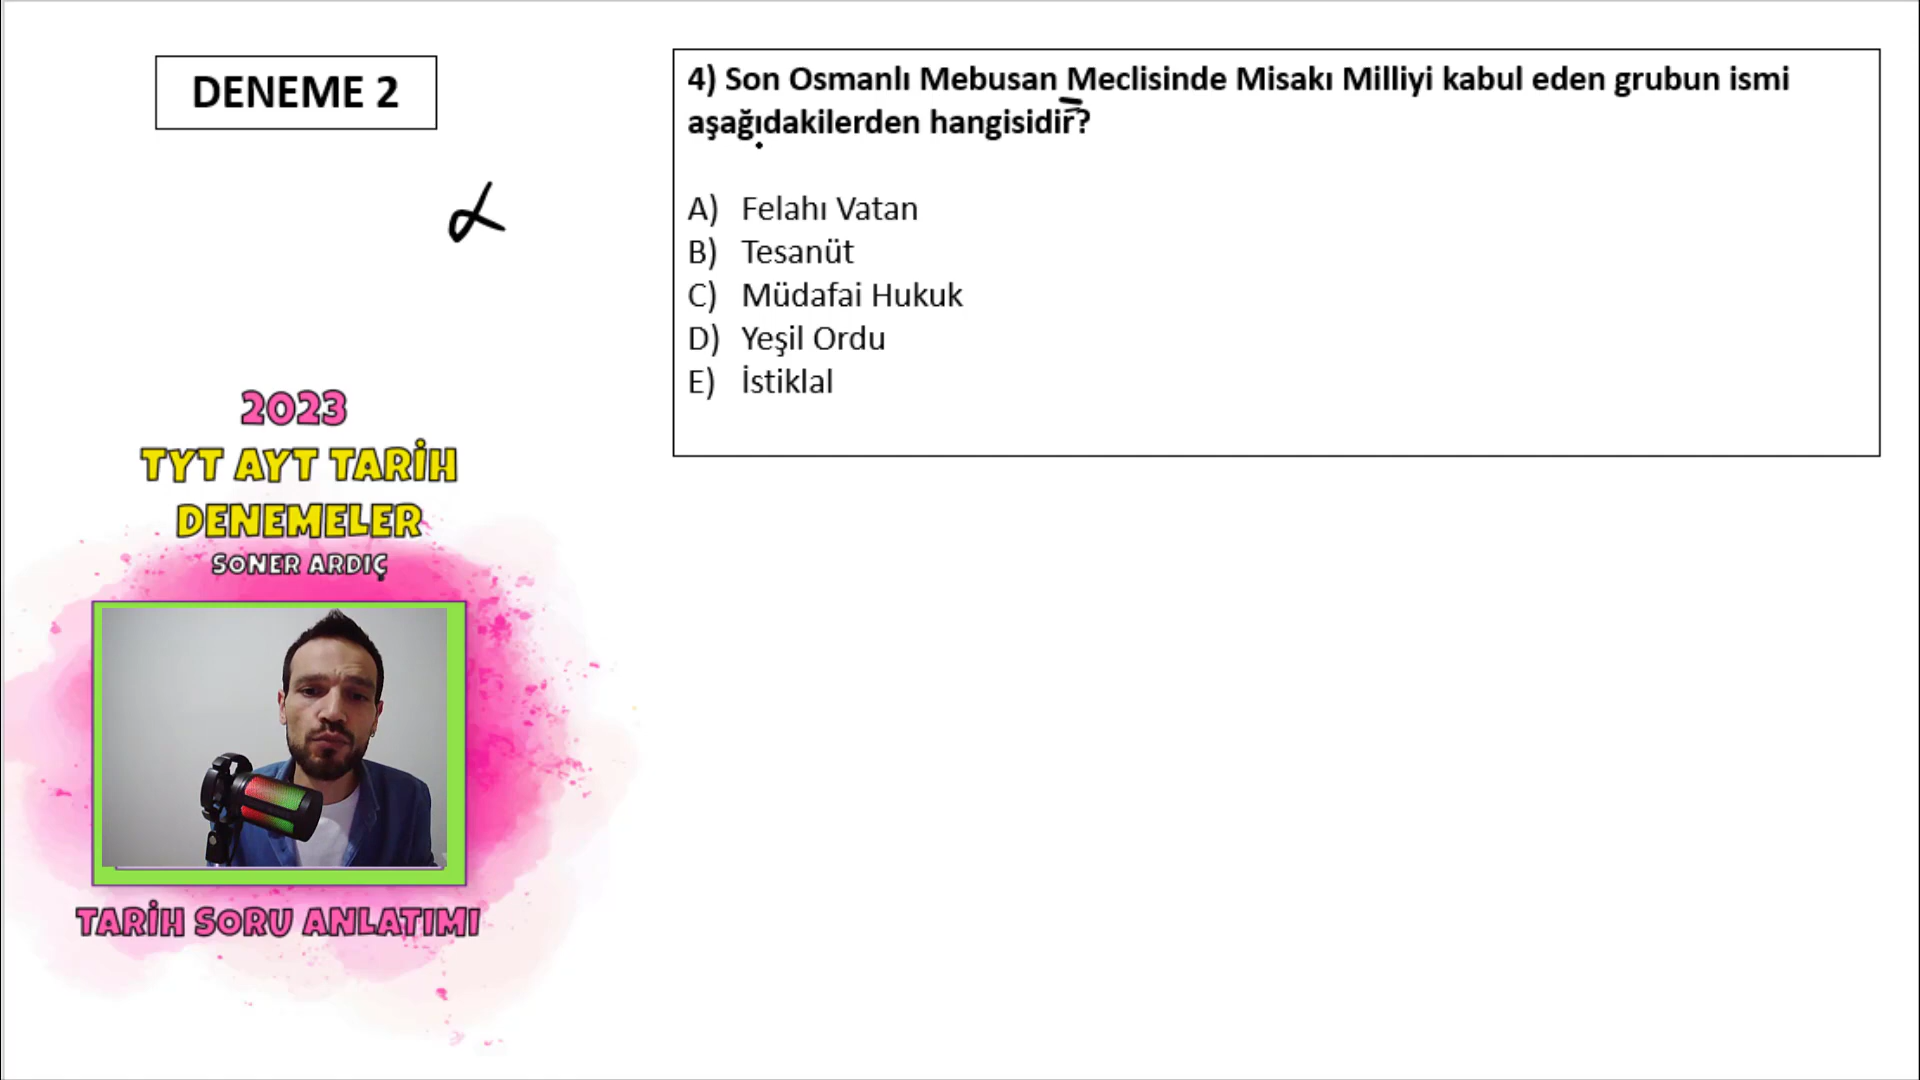 DENEME 2
4) Son Osmanlı Mebusan Meclisinde Misakı Milliyi kabul eden grubun ismi
aşağıdakilerden hangisidir?
A) Felahı Vatan
B) Tesanüt
C) Müdafai Hukuk
D) Yeşil Ordu
E) İstiklal
2023
TYT AYT TARİH
DENEMELER
SONER ARDIÇ
TARİH SORU ANLATIMI